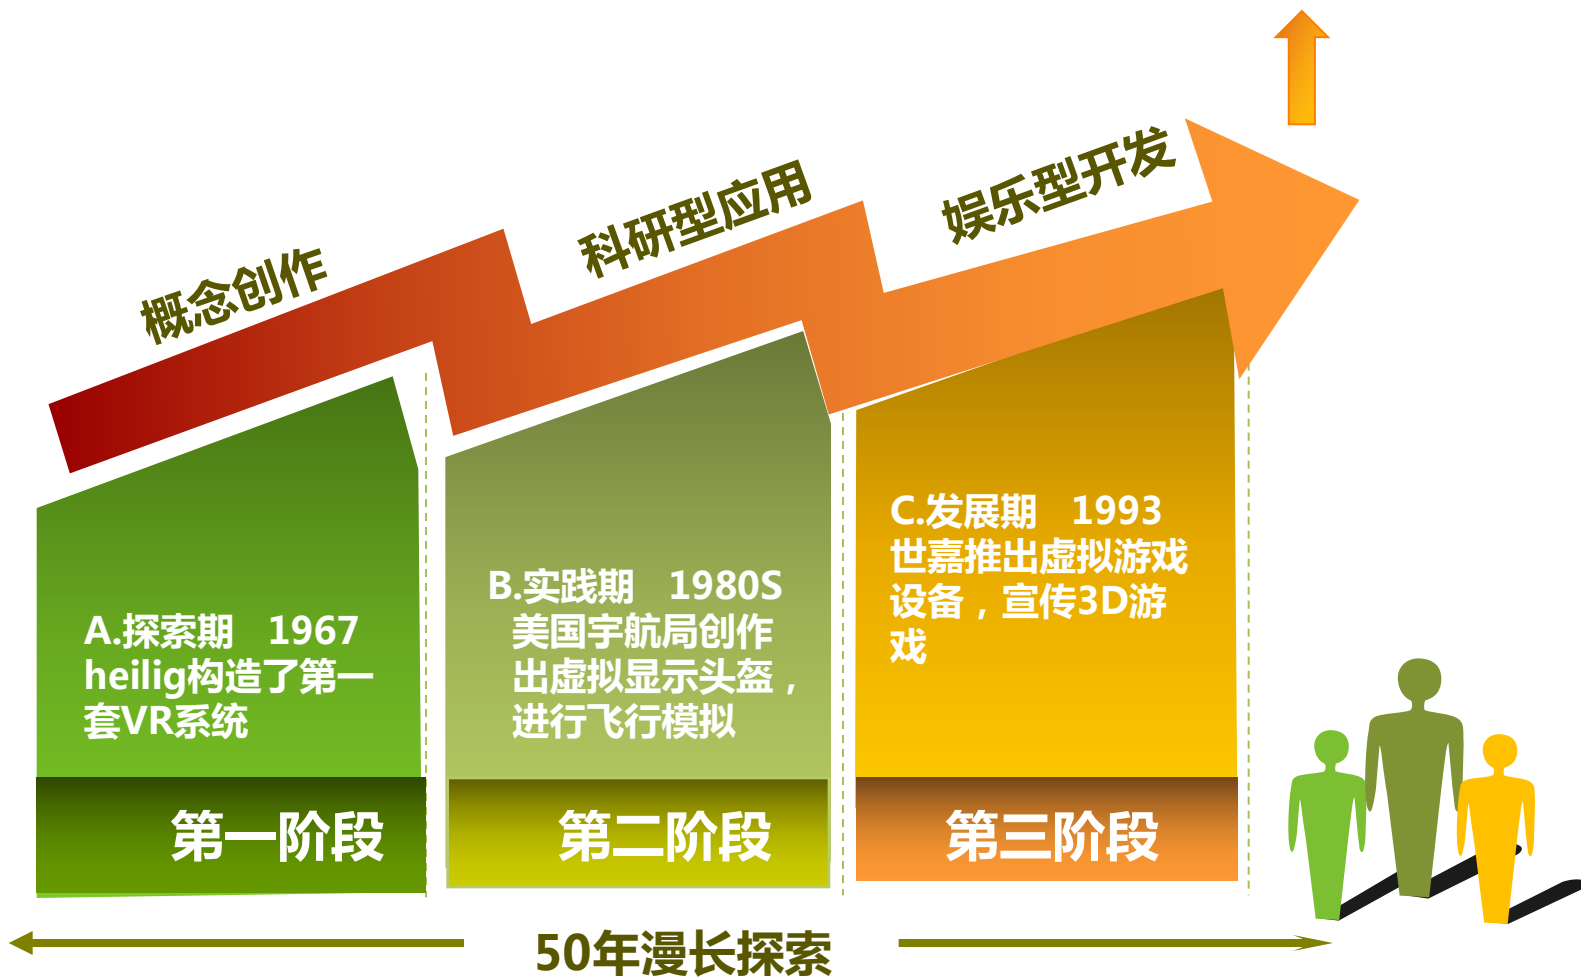 概念创作
科研型应用
娱乐型开发
A.探索期 1967
heilig构造了第一
套VR系统
B.实践期 1980S
美国宇航局创作
出虚拟显示头盔，
进行飞行模拟
C.发展期 1993
世嘉推出虚拟游戏
设备，宣传3D游
戏
第一阶段
第二阶段
第三阶段
50年漫长探索